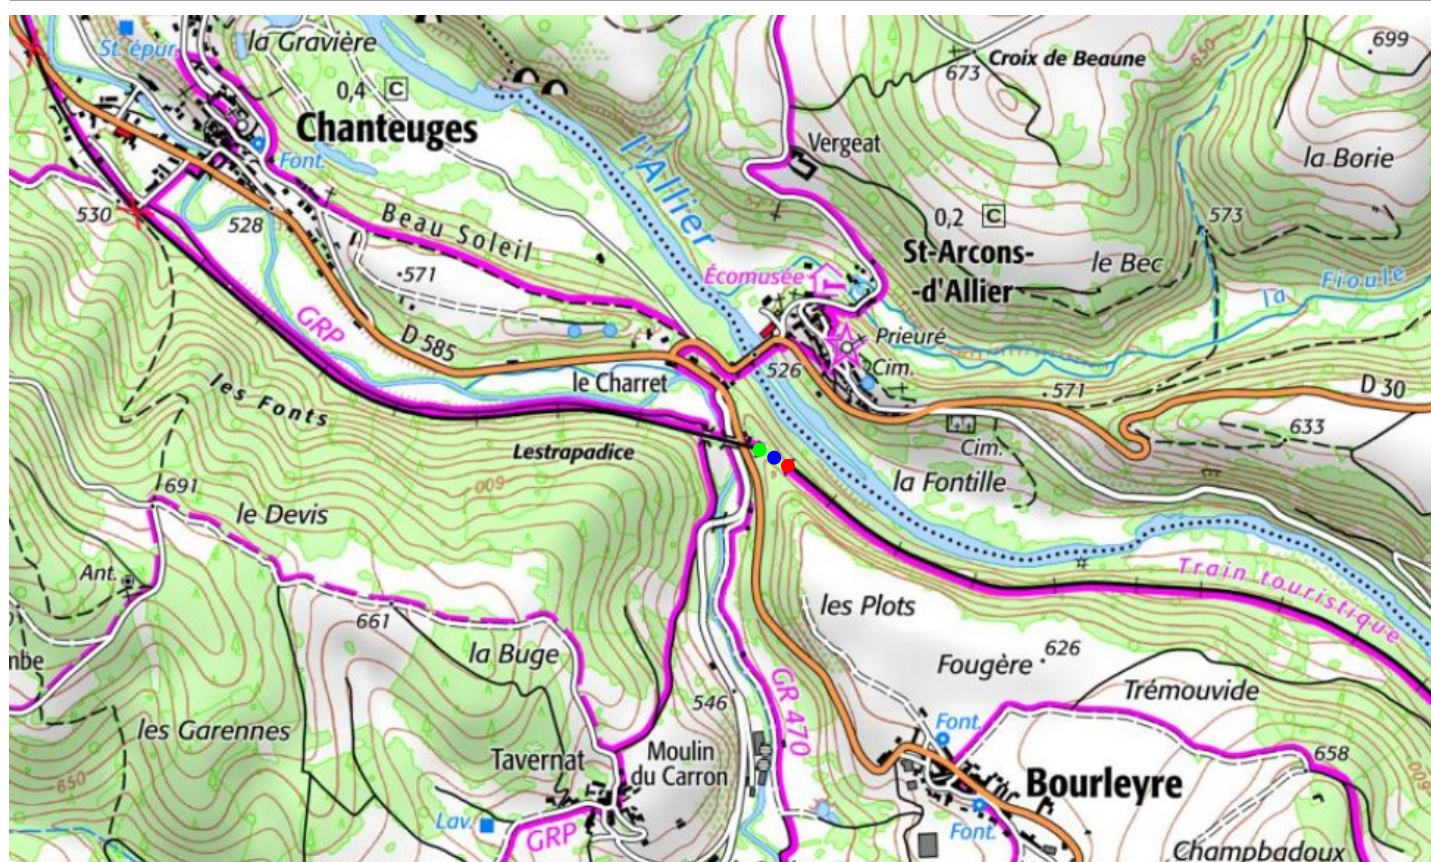 la Gravière
St. épur
699
Croix de Beaune
673
650
0,4 C
Chanteuges
l'Allier
Vergeat
la Borie
Font.
530
528
Beau Soleil
0,2 C
573
571
St-Arcons-
-d'Allier
le Bec
Écomusée
la Fioule
GRP
D 585
Prieuré
526
Cim.
le Charret
571
D 30
les Fonts
633
Lestrapadice
Cim.
la Fontille
600
691
le Devis
Ant.
Train touristique
les Plots
661
la Buge
626
Fougère
mbe
Trémouvide
GR 470
546
les Garennes
Font.
658
Tavernat
Moulin
du Carron
650
600
Bourleyre
Lav.
GRP
Font.
Champbadoux